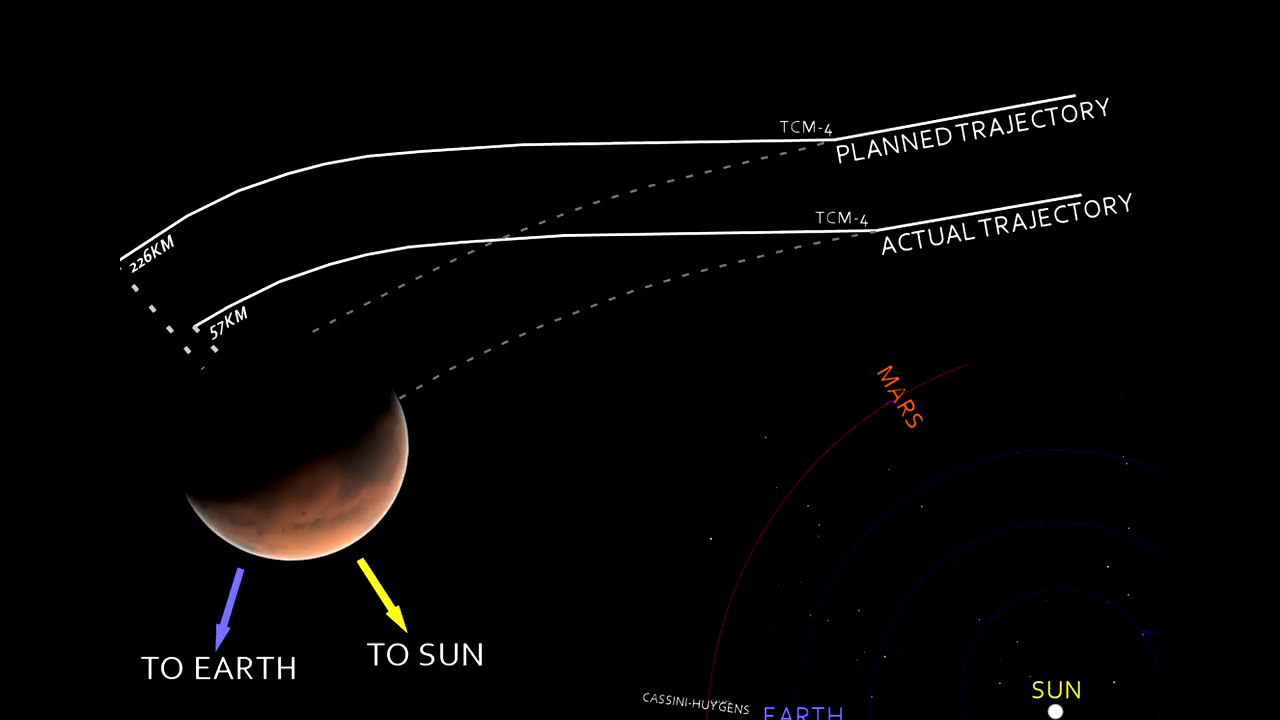 TCM-4
PLANNED TRAJECTORY
226KM
TCM-4
ACTUAL TRAJECTORY
57KM
MARS
TO EARTH
TO SUN
SUN
CASSINI-HUYGENS
EARTH